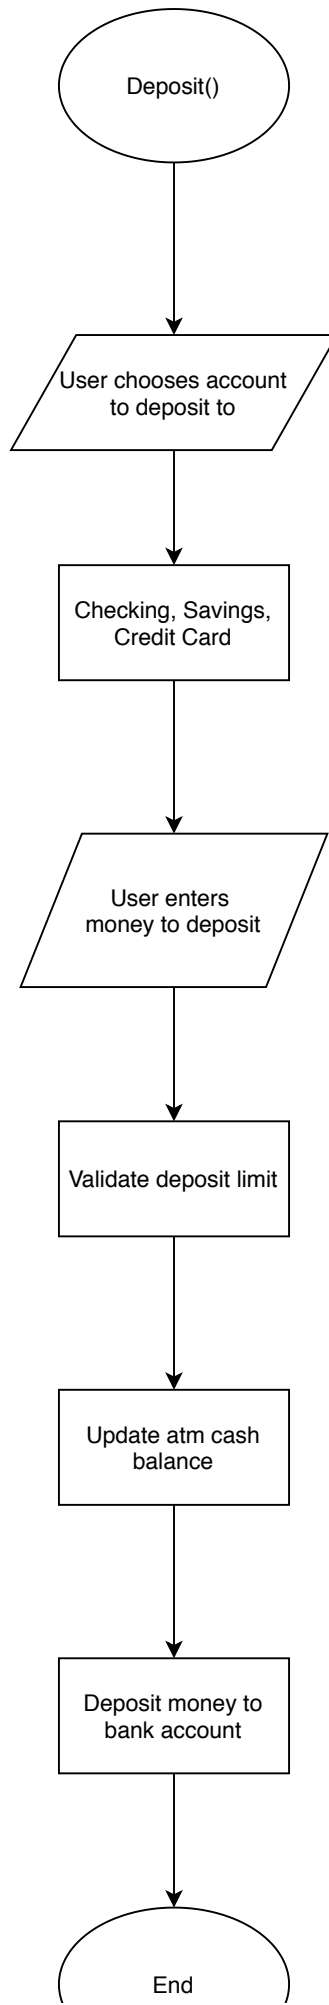 Deposit()
User chooses account
to deposit to
Checking, Savings,
Credit Card
User enters
money to deposit
Validate deposit limit
Update atm cash
balance
Deposit money to
bank account
End